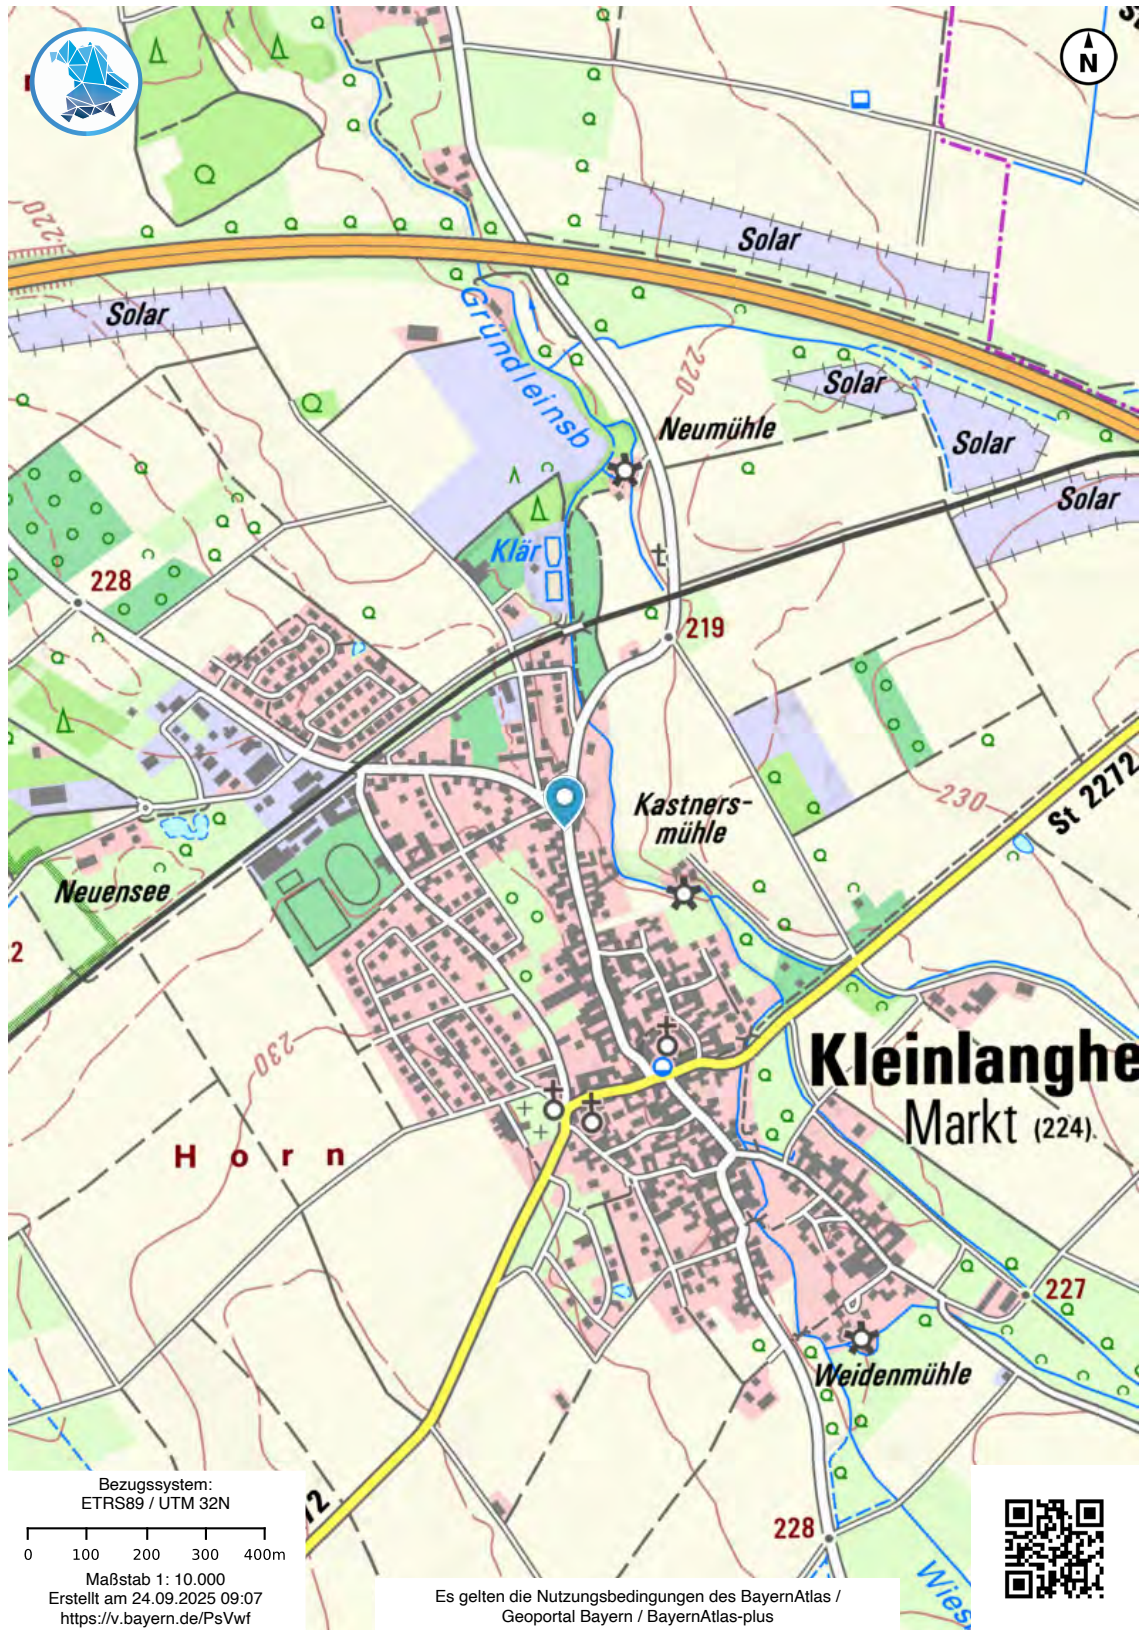 N
220
Solar
Solar
Gründleinsb
220
Solar
Neumühle
Solar
Solar
Klär
228
219
Kastners-
mühle
230
St 2272
Neuensee
2
230
Kleinlanghe
Markt (224)
Horn
227
Weidenmühle
228
Wies
Bezugssystem:
ETRS89 / UTM 32N
0 100 200 300 400m
Maßstab 1: 10.000
Erstellt am 24.09.2025 09:07
https://v.bayern.de/PsVwf
Es gelten die Nutzungsbedingungen des BayernAtlas /
Geoportal Bayern / BayernAtlas-plus